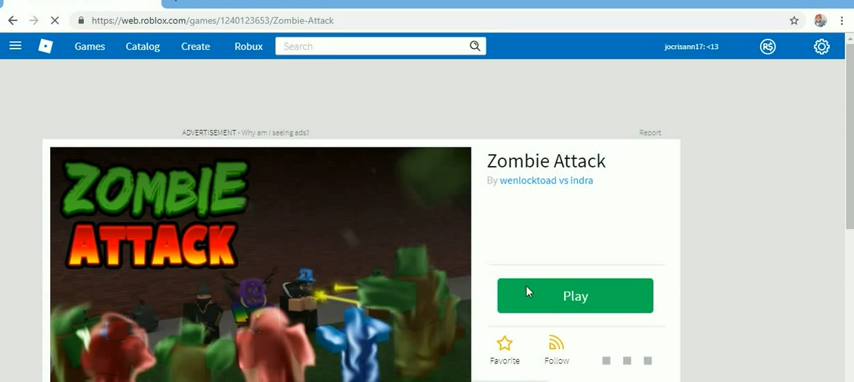 https://web.roblox.com/games/1240123653/Zombie-Attack
Games Catalog Create Robux Search jocrisann17: <13 R$
ADVERTISEMENT - Why am I seeing ads? Report
ZOMBIE
ATTACK
Zombie Attack
By wenlocktoad vs indra
Play
Favorite Follow